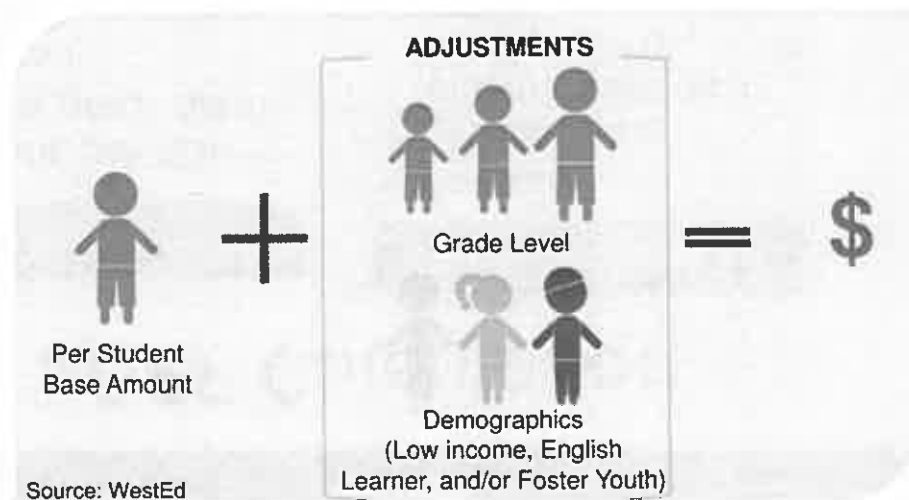 ADJUSTMENTS
Grade Level
Per Student
Base Amount
+
=
$
Demographics
(Low income, English
Learner, and/or Foster Youth)
Source: WestEd